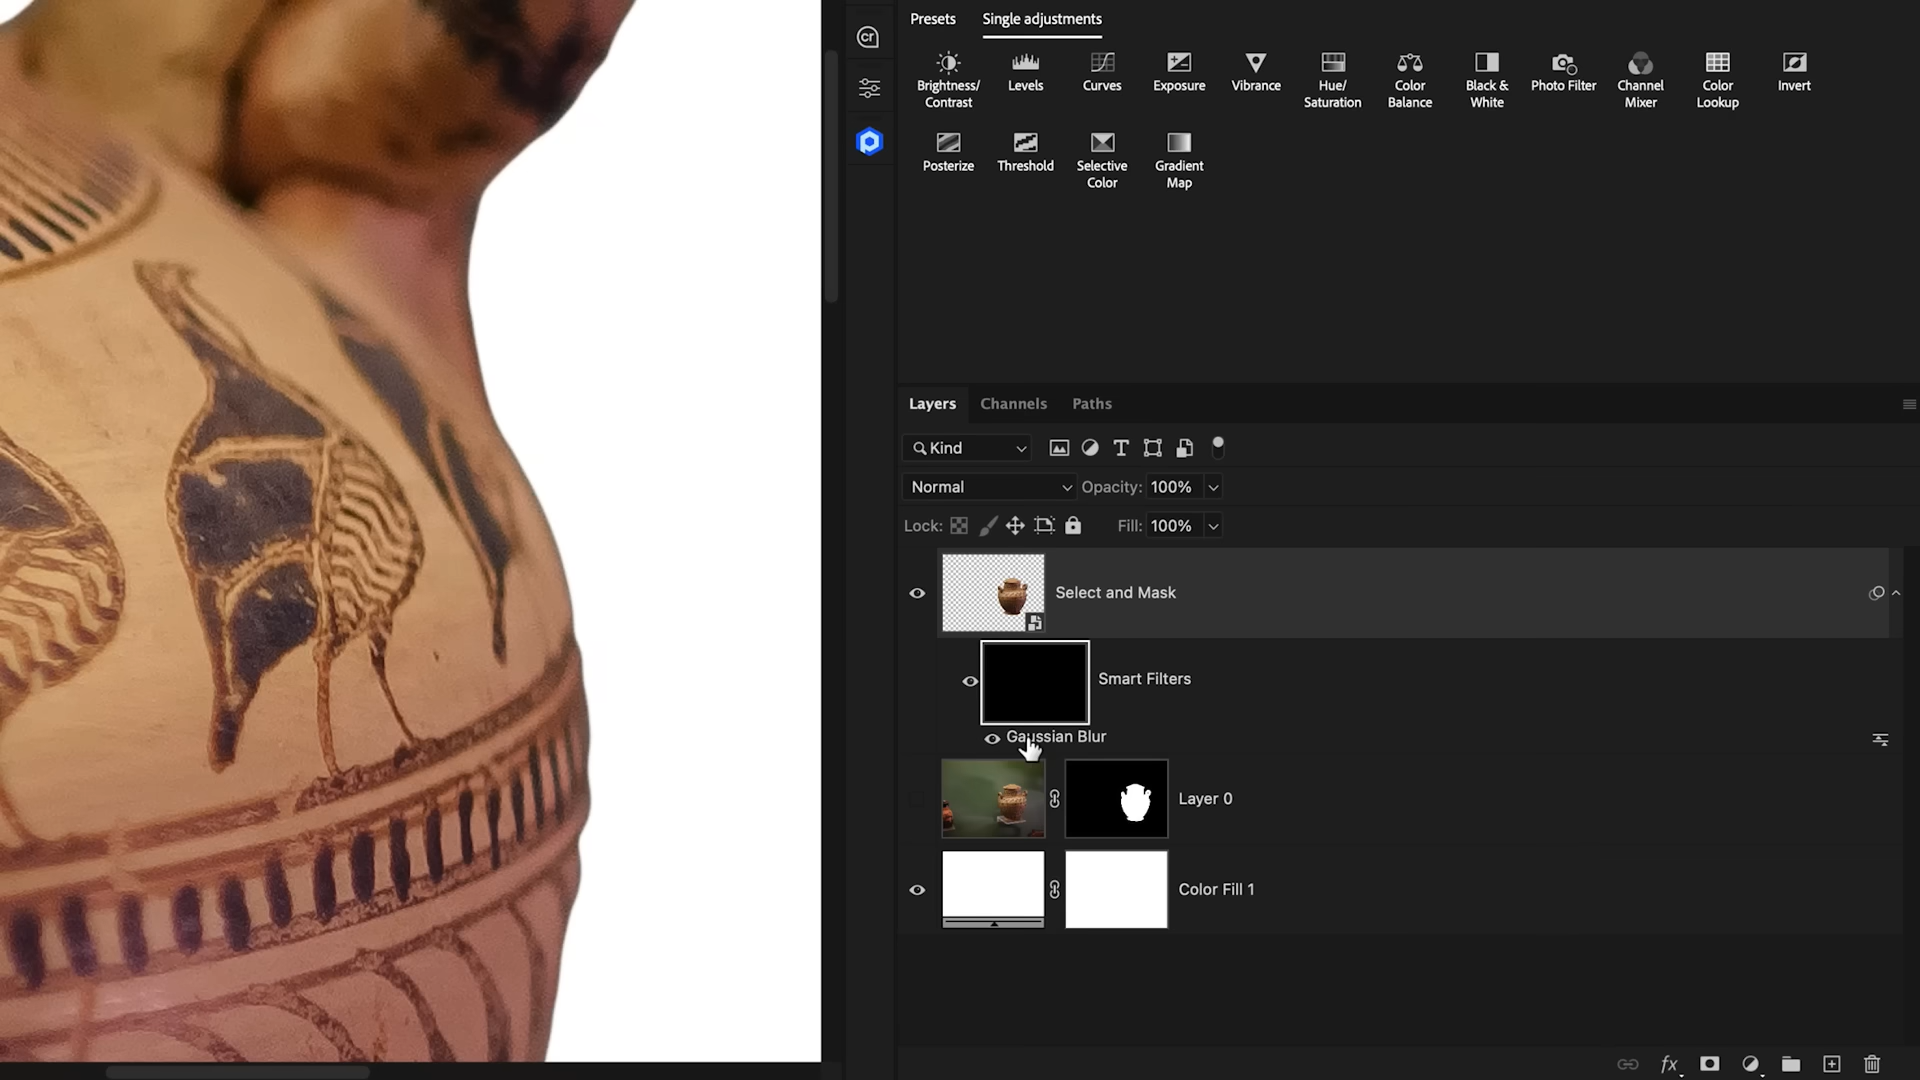 Presets Single adjustments
cr
Brightness/ Contrast
Levels
Curves
Exposure
Vibrance
Hue/ Saturation
Color Balance
Black & White
Photo Filter
Channel Mixer
Color Lookup
Invert
Posterize
Threshold
Selective Color
Gradient Map
Layers Channels Paths
Kind
Normal Opacity: 100%
Lock: Fill: 100%
Select and Mask
Smart Filters
Gaussian Blur
Layer 0
Color Fill 1
fx